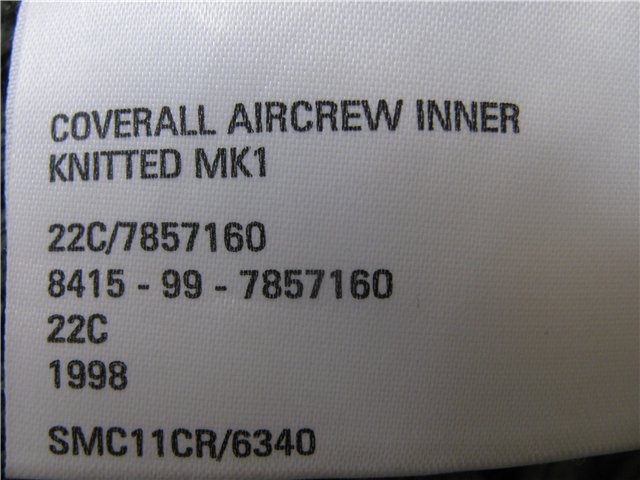 COVERALL AIRCREW INNER
KNITTED MK1
22C/7857160
8415 - 99 - 7857160
22C
1998
SMC11CR/6340